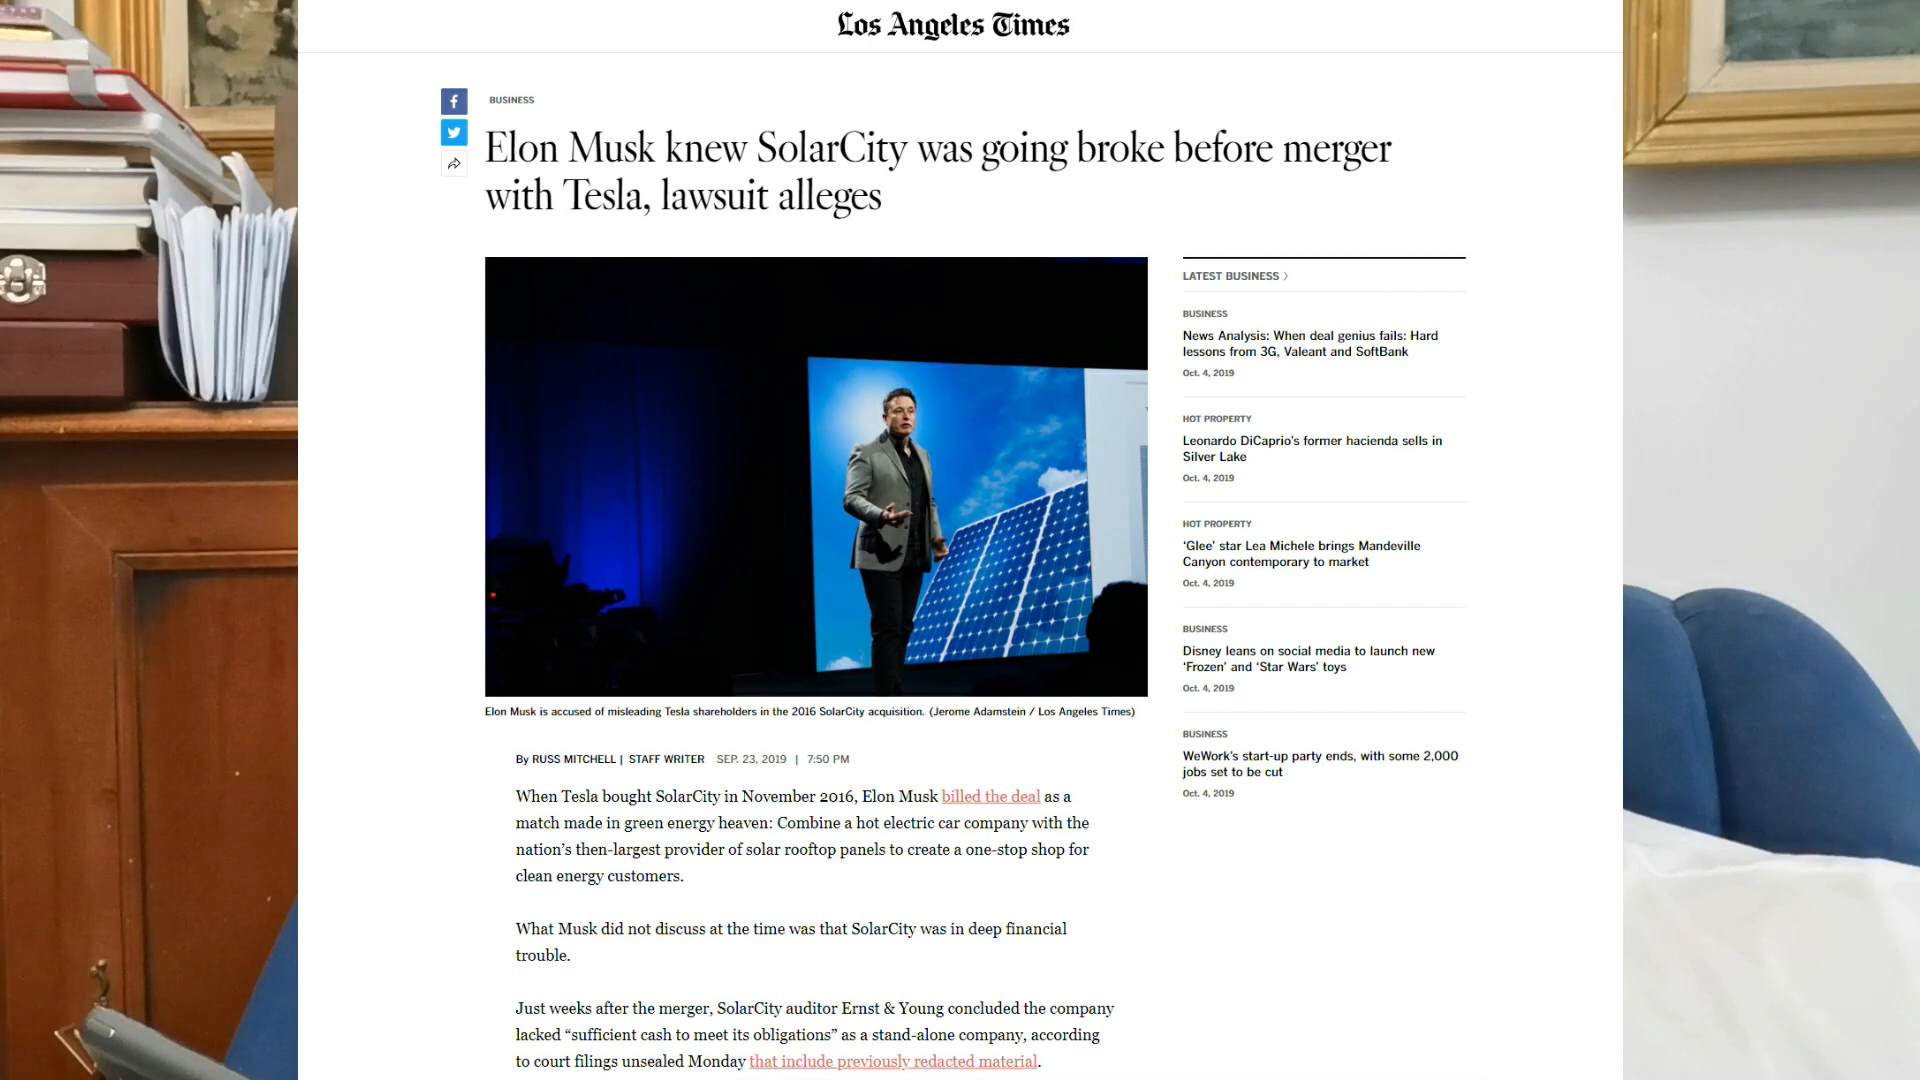 Los Angeles Times
BUSINESS
Elon Musk knew SolarCity was going broke before merger
with Tesla, lawsuit alleges
Elon Musk is accused of misleading Tesla shareholders in the 2016 SolarCity acquisition. (Jerome Adamstein / Los Angeles Times)
By RUSS MITCHELL | STAFF WRITER SEP. 23, 2019 | 7:50 PM
When Tesla bought SolarCity in November 2016, Elon Musk billed the deal as a
match made in green energy heaven: Combine a hot electric car company with the
nation’s then-largest provider of solar rooftop panels to create a one-stop shop for
clean energy customers.
What Musk did not discuss at the time was that SolarCity was in deep financial
trouble.
Just weeks after the merger, SolarCity auditor Ernst & Young concluded the company
lacked “sufficient cash to meet its obligations” as a stand-alone company, according
to court filings unsealed Monday that include previously redacted material.
LATEST BUSINESS
BUSINESS
News Analysis: When deal genius fails: Hard
lessons from 3G, Valeant and SoftBank
Oct. 4, 2019
HOT PROPERTY
Leonardo DiCaprio’s former hacienda sells in
Silver Lake
Oct. 4, 2019
HOT PROPERTY
‘Glee’ star Lea Michele brings Mandeville
Canyon contemporary to market
Oct. 4, 2019
BUSINESS
Disney leans on social media to launch new
‘Frozen’ and ‘Star Wars’ toys
Oct. 4, 2019
BUSINESS
WeWork’s start-up party ends, with some 2,000
jobs set to be cut
Oct. 4, 2019